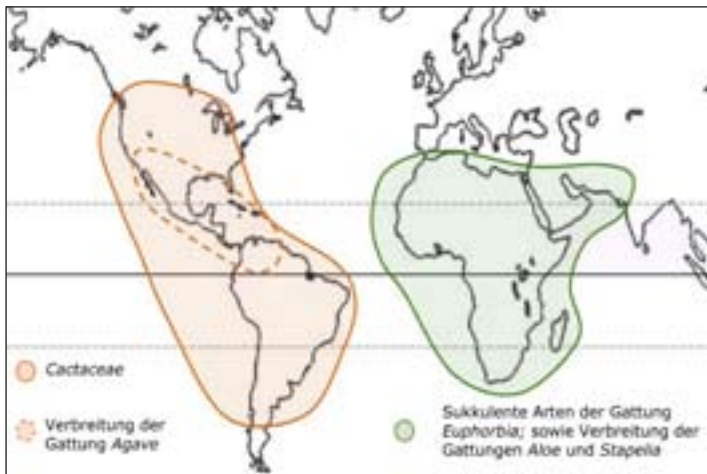 Cactaceae
Verbreitung der
Gattung Agave
Sukkulente Arten der Gattung
Euphorbia; sowie Verbreitung der
Gattungen Aloe und Stapelia